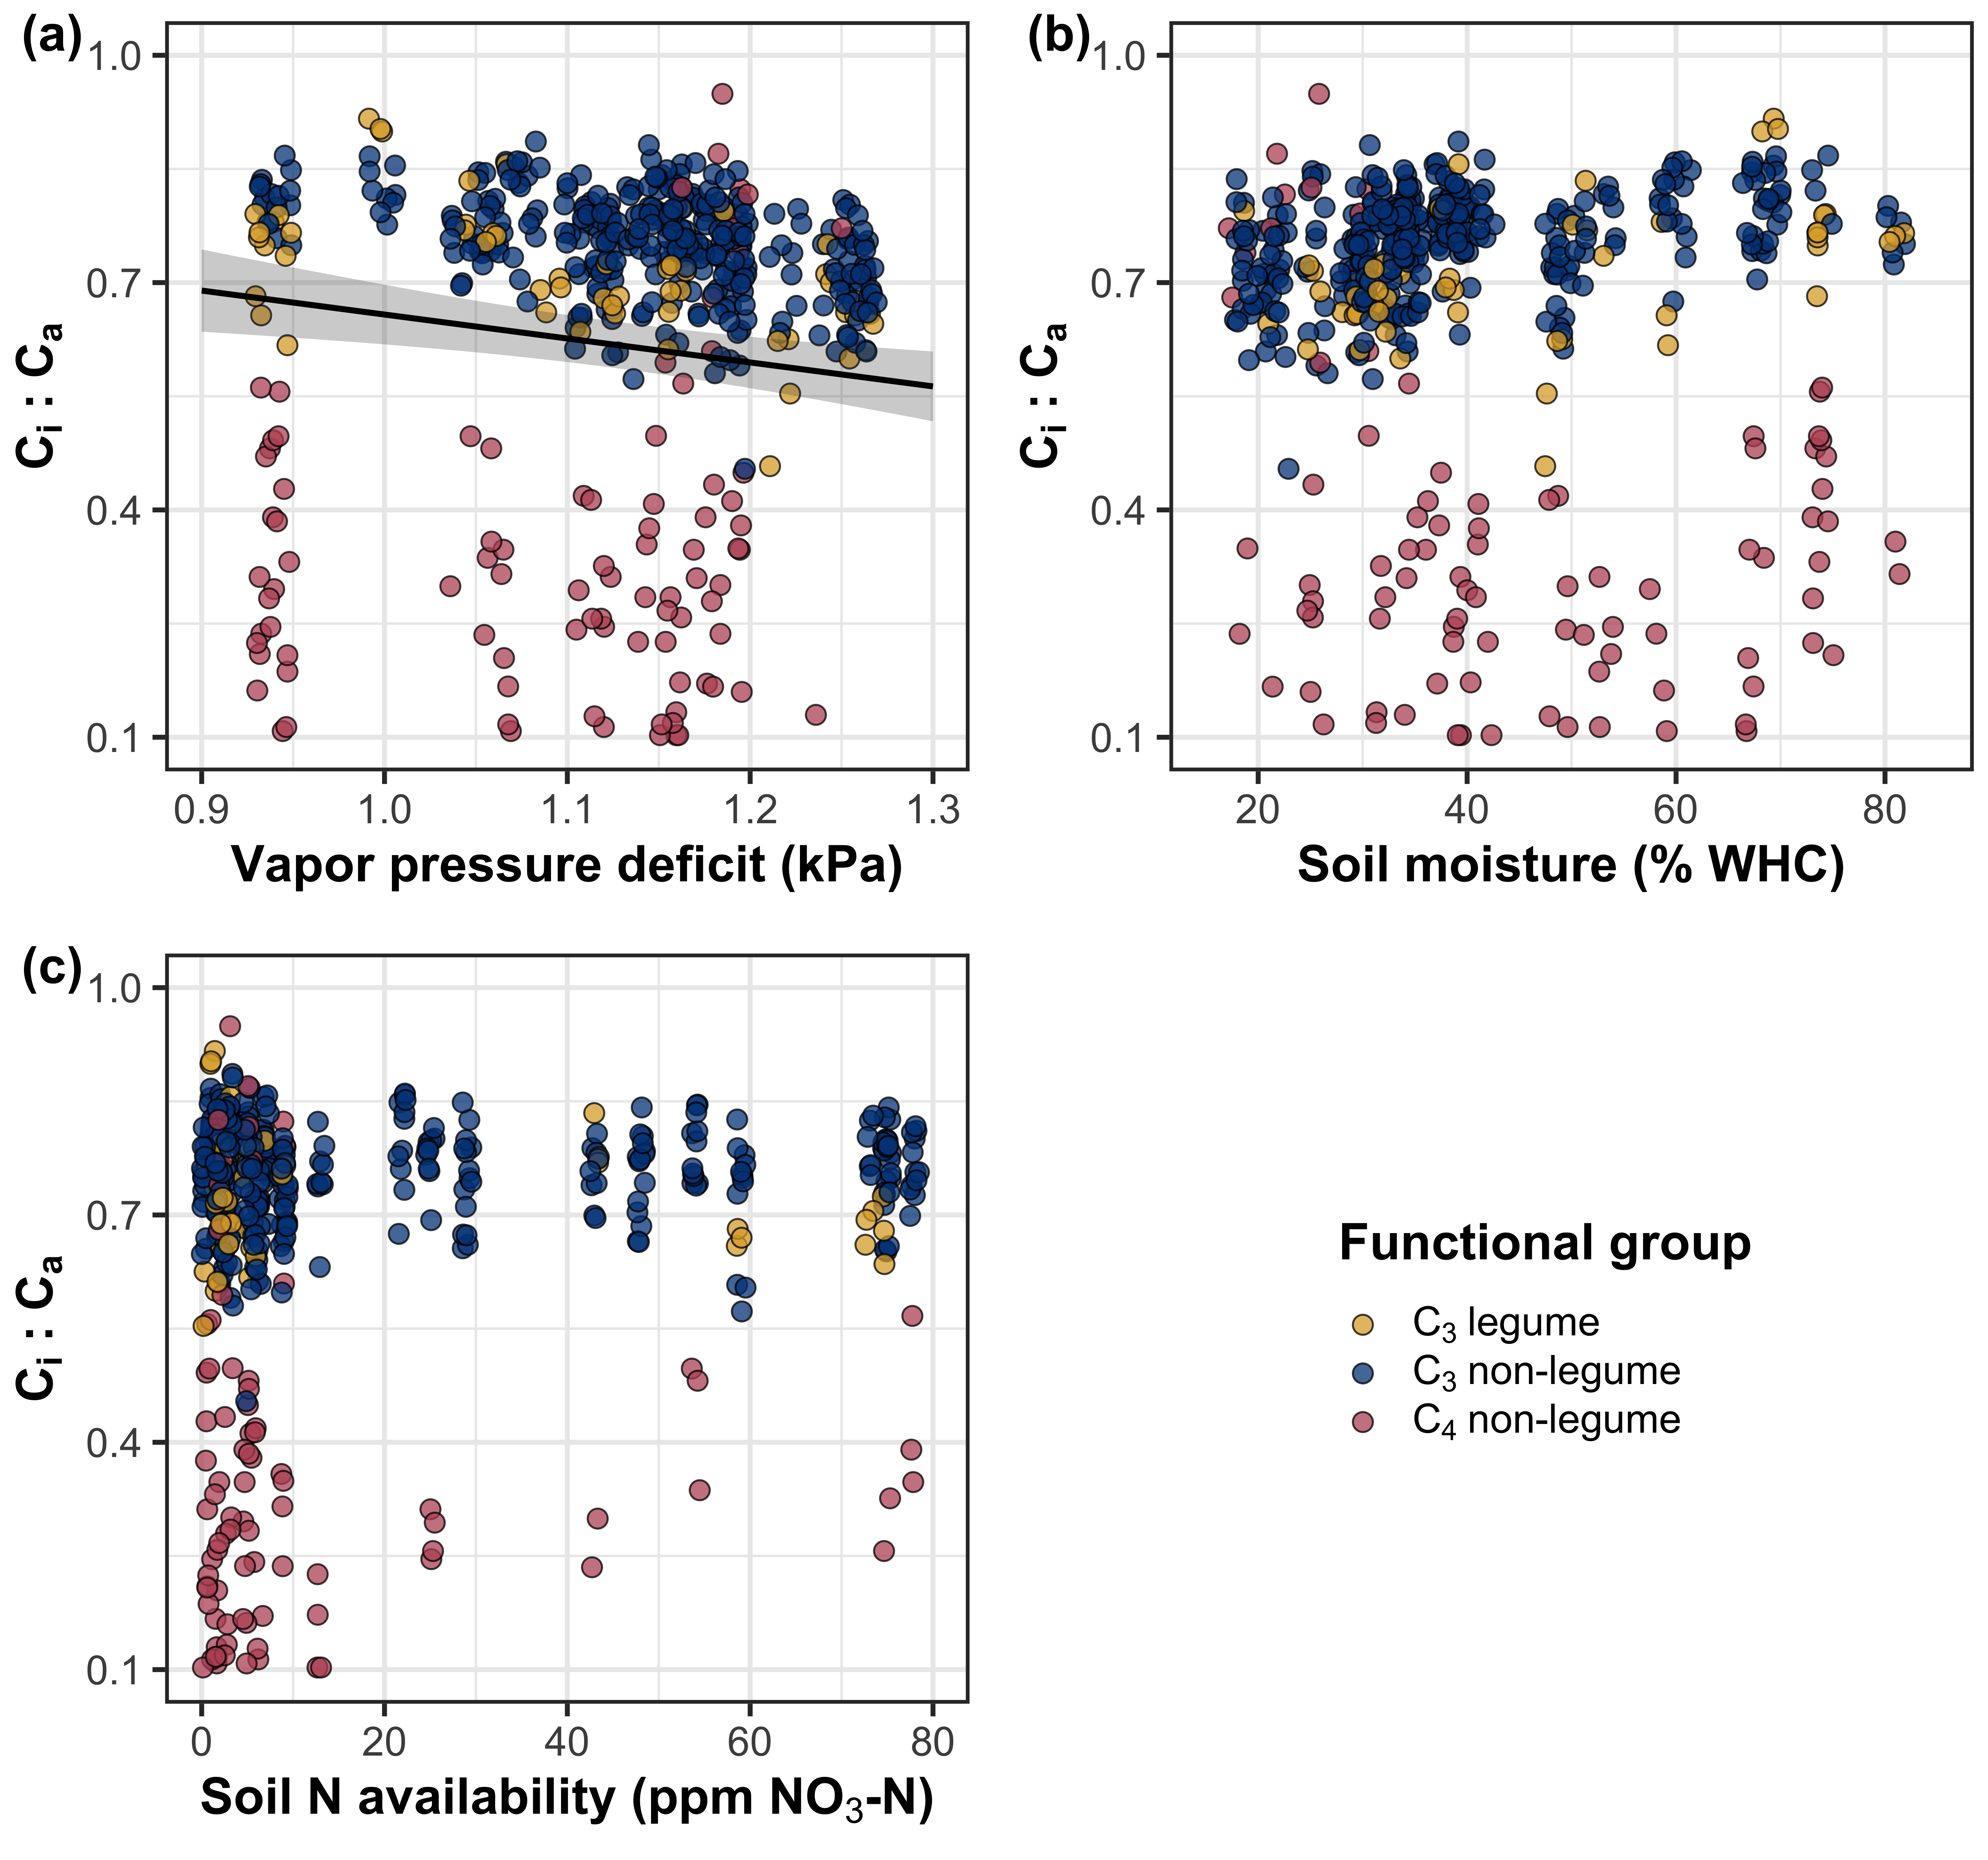 (a)
1.0
0.7
0.4
0.1
Ci : Ca
0.9 1.0 1.1 1.2 1.3
Vapor pressure deficit (kPa)
(b)
1.0
0.7
0.4
0.1
Ci : Ca
20 40 60 80
Soil moisture (% WHC)
(c)
1.0
0.7
0.4
0.1
Ci : Ca
0 20 40 60 80
Soil N availability (ppm NO3-N)
Functional group
C3 legume
C3 non-legume
C4 non-legume